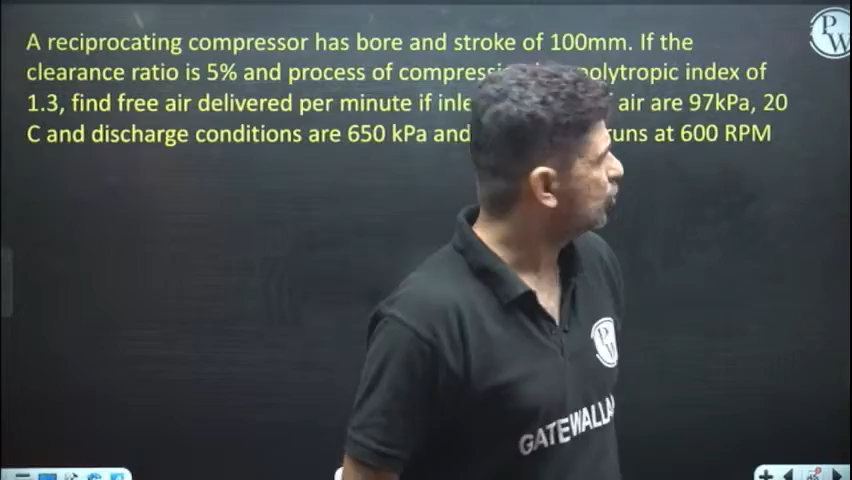 A reciprocating compressor has bore and stroke of 100mm. If the
clearance ratio is 5% and process of compress polytropic index of
1.3, find free air delivered per minute if air are 97kPa, 20
C and discharge conditions are 650 kPa and runs at 600 RPM
PW
PW
GATEWALLA